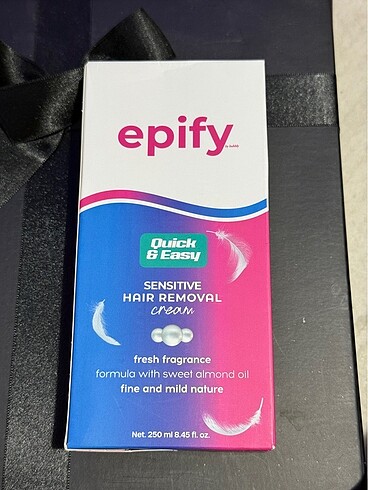 epify
Quick
& Easy
SENSITIVE
HAIR REMOVAL
cream
fresh fragrance
formula with sweet almond oil
fine and mild nature
Net. 250 ml 8.45 fl. oz.